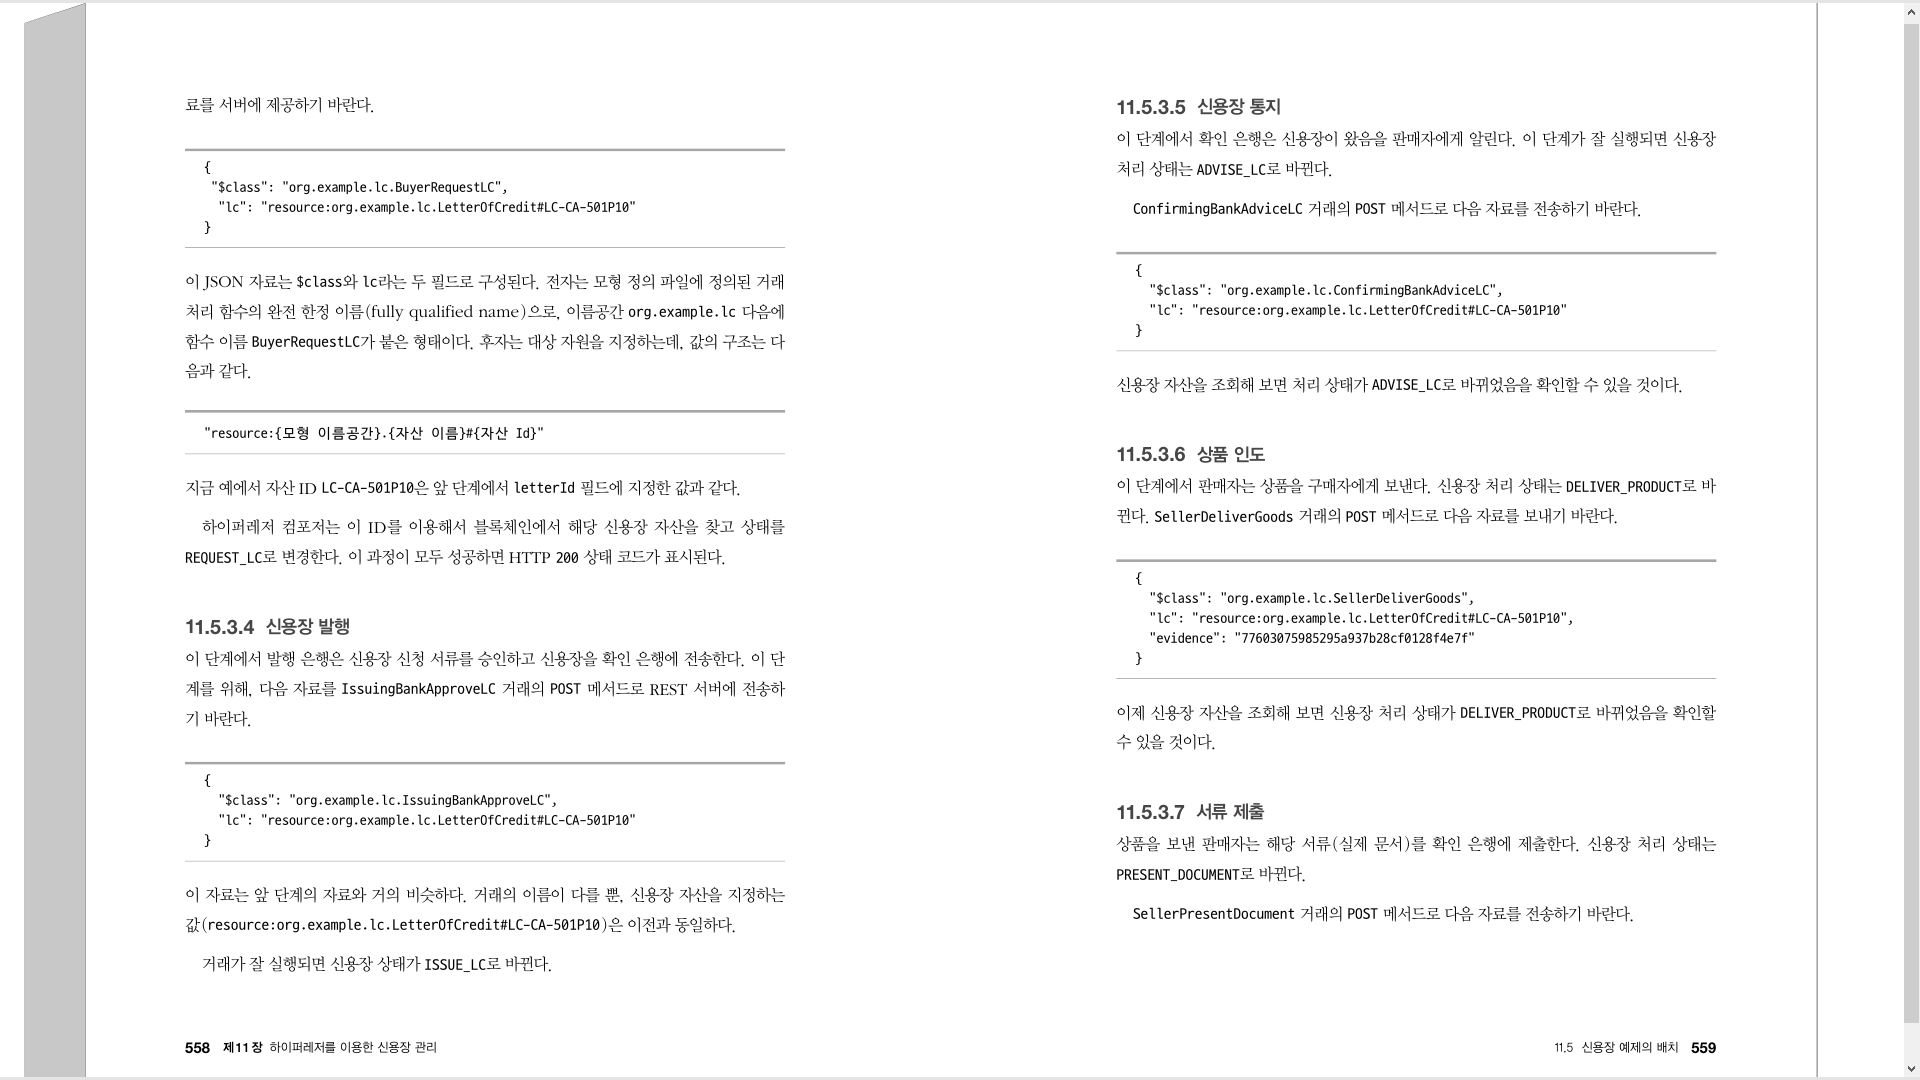 료를 서버에 제공하기 바란다.
{
"$class": "org.example.lc.BuyerRequestLC",
"lc": "resource:org.example.lc.LetterOfCredit#LC-CA-501P10"
}
이 JSON 자료는 $class와 lc라는 두 필드로 구성된다. 전자는 모형 정의 파일에 정의된 거래
처리 함수의 완전 한정 이름(fully qualified name)으로, 이름공간 org.example.lc 다음에
함수 이름 BuyerRequestLC가 붙은 형태이다. 후자는 대상 자원을 지정하는데, 값의 구조는 다
음과 같다.
"resource:{모형 이름공간}.{자산 이름}#{자산 Id}"
지금 예에서 자산 ID LC-CA-501P10은 앞 단계에서 letterId 필드에 지정한 값과 같다.
하이퍼레저 컴포저는 이 ID를 이용해서 블록체인에서 해당 신용장 자산을 찾고 상태를
REQUEST_LC로 변경한다. 이 과정이 모두 성공하면 HTTP 200 상태 코드가 표시된다.
11.5.3.4 신용장 발행
이 단계에서 발행 은행은 신용장 신청 서류를 승인하고 신용장을 확인 은행에 전송한다. 이 단
계를 위해, 다음 자료를 IssuingBankApproveLC 거래의 POST 메서드로 REST 서버에 전송하
기 바란다.
{
"$class": "org.example.lc.IssuingBankApproveLC",
"lc": "resource:org.example.lc.LetterOfCredit#LC-CA-501P10"
}
이 자료는 앞 단계의 자료와 거의 비슷하다. 거래의 이름이 다를 뿐, 신용장 자산을 지정하는
값(resource:org.example.lc.LetterOfCredit#LC-CA-501P10)은 이전과 동일하다.
거래가 잘 실행되면 신용장 상태가 ISSUE_LC로 바뀐다.
558 제11장 하이퍼레저를 이용한 신용장 관리
11.5.3.5 신용장 통지
이 단계에서 확인 은행은 신용장이 왔음을 판매자에게 알린다. 이 단계가 잘 실행되면 신용장
처리 상태는 ADVISE_LC로 바뀐다.
ConfirmingBankAdviceLC 거래의 POST 메서드로 다음 자료를 전송하기 바란다.
{
"$class": "org.example.lc.ConfirmingBankAdviceLC",
"lc": "resource:org.example.lc.LetterOfCredit#LC-CA-501P10"
}
신용장 자산을 조회해 보면 처리 상태가 ADVISE_LC로 바뀌었음을 확인할 수 있을 것이다.
11.5.3.6 상품 인도
이 단계에서 판매자는 상품을 구매자에게 보낸다. 신용장 처리 상태는 DELIVER_PRODUCT로 바
뀐다. SellerDeliverGoods 거래의 POST 메서드로 다음 자료를 보내기 바란다.
{
"$class": "org.example.lc.SellerDeliverGoods",
"lc": "resource:org.example.lc.LetterOfCredit#LC-CA-501P10",
"evidence": "77603075985295a937b28cf0128f4e7f"
}
이제 신용장 자산을 조회해 보면 신용장 처리 상태가 DELIVER_PRODUCT로 바뀌었음을 확인할
수 있을 것이다.
11.5.3.7 서류 제출
상품을 보낸 판매자는 해당 서류(실제 문서)를 확인 은행에 제출한다. 신용장 처리 상태는
PRESENT_DOCUMENT로 바뀐다.
SellerPresentDocument 거래의 POST 메서드로 다음 자료를 전송하기 바란다.
11.5 신용장 예제의 배치 559